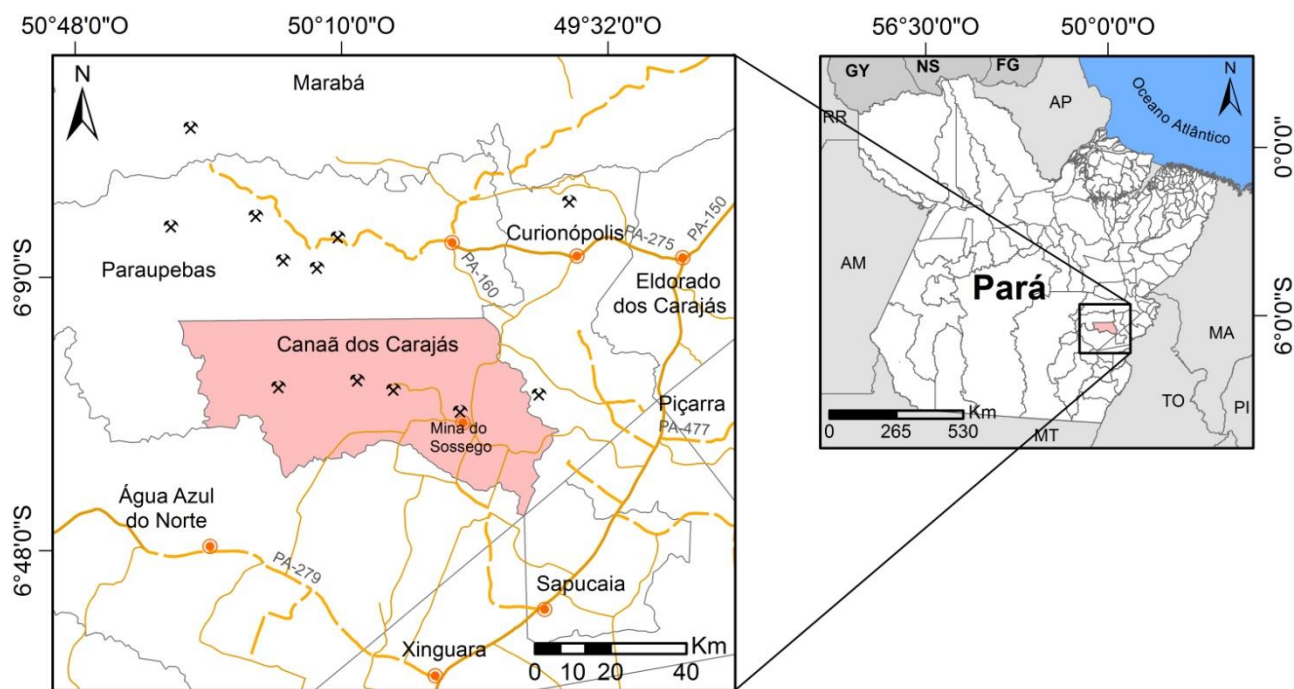 50°48'0"O
50°10'0"O
49°32'0"O
N
Marabá
Curionópolis
PA-275
PA-150
Paraupebas
PA-160
Eldorado
dos Carajás
6°9'0"S
Canaã dos Carajás
Mina do
Sossego
Piçarra
PA-477
Água Azul
do Norte
6°48'0"S
PA-279
Sapucaia
Xinguara
Km
0 10 20 40
56°30'0"O
50°0'0"O
GY
NS
FG
N
RR
AP
Oceano Atlântico
0°0'0"
AM
Pará
6°0'0"S
MA
TO
PI
Km
0 265 530
MT